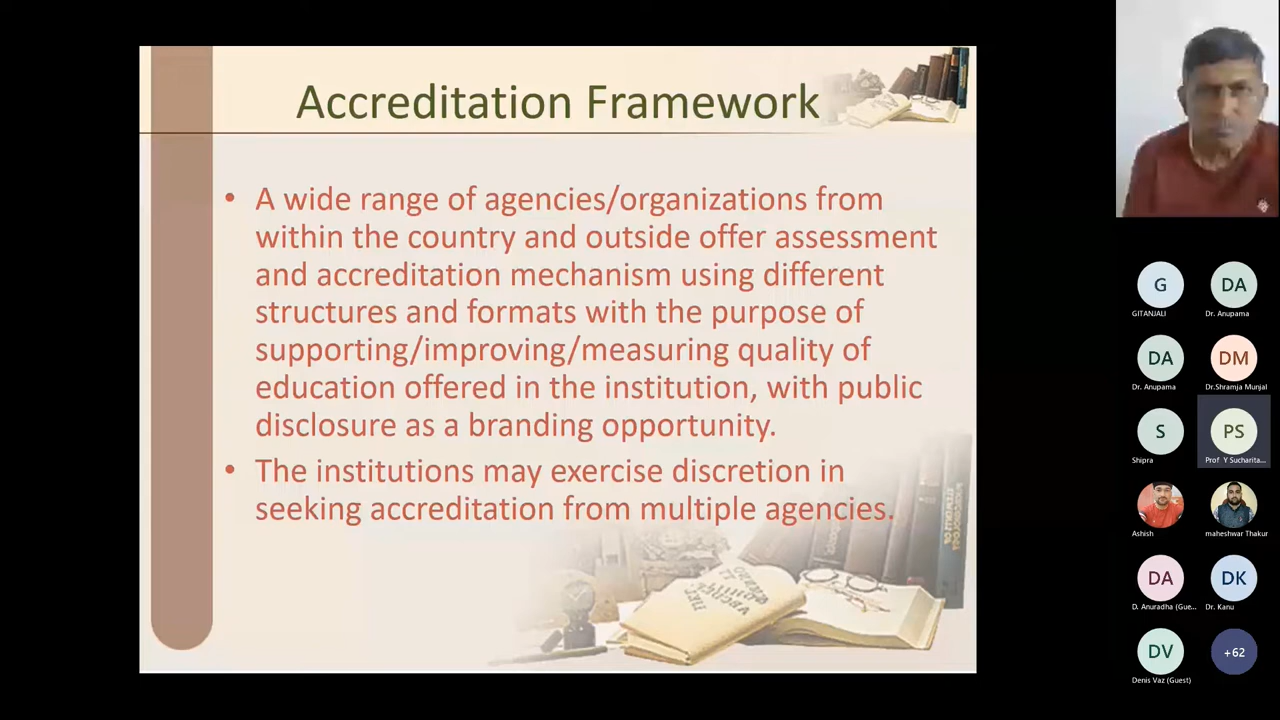 Accreditation Framework
• A wide range of agencies/organizations from
within the country and outside offer assessment
and accreditation mechanism using different
structures and formats with the purpose of
supporting/improving/measuring quality of
education offered in the institution, with public
disclosure as a branding opportunity.
• The institutions may exercise discretion in
seeking accreditation from multiple agencies.
G
DA
GITANJALI
Dr. Anupama
DA
DM
Dr. Anupama
Dr.Shramja Munjal
S
PS
Shipra
Prof Y Sucharita...
Ashish
maheshwar Thakur
DA
DK
D. Anuradha (Gue...
Dr. Kanu
DV
+62
Denis Vaz (Guest)